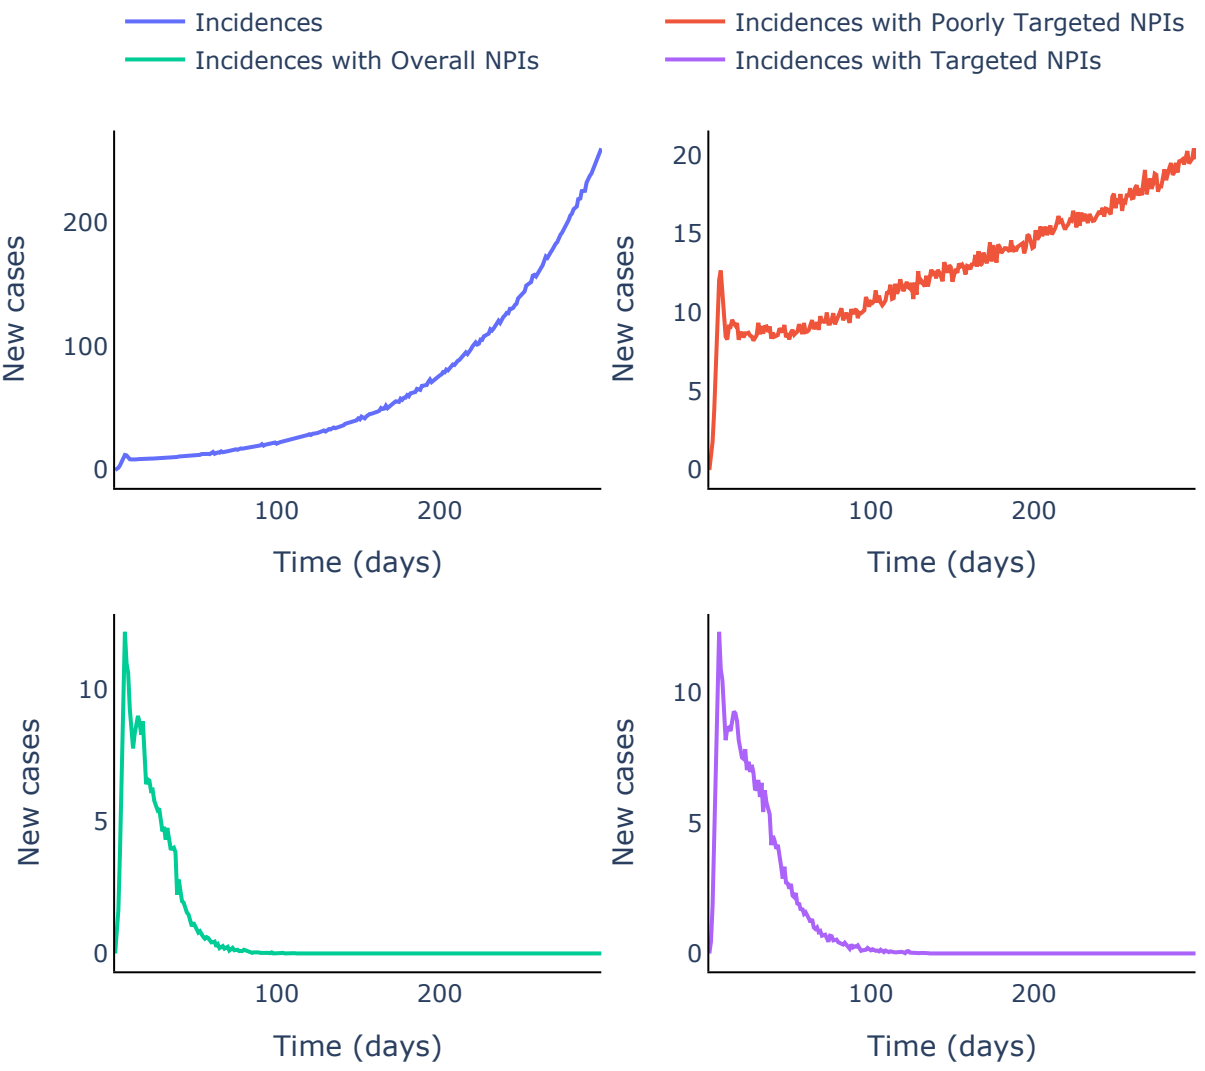 Incidences
Incidences with Poorly Targeted NPIs
Incidences with Overall NPIs
Incidences with Targeted NPIs
New cases
200
100
0
100
200
Time (days)
New cases
20
15
10
5
0
100
200
Time (days)
New cases
10
5
0
100
200
Time (days)
New cases
10
5
0
100
200
Time (days)